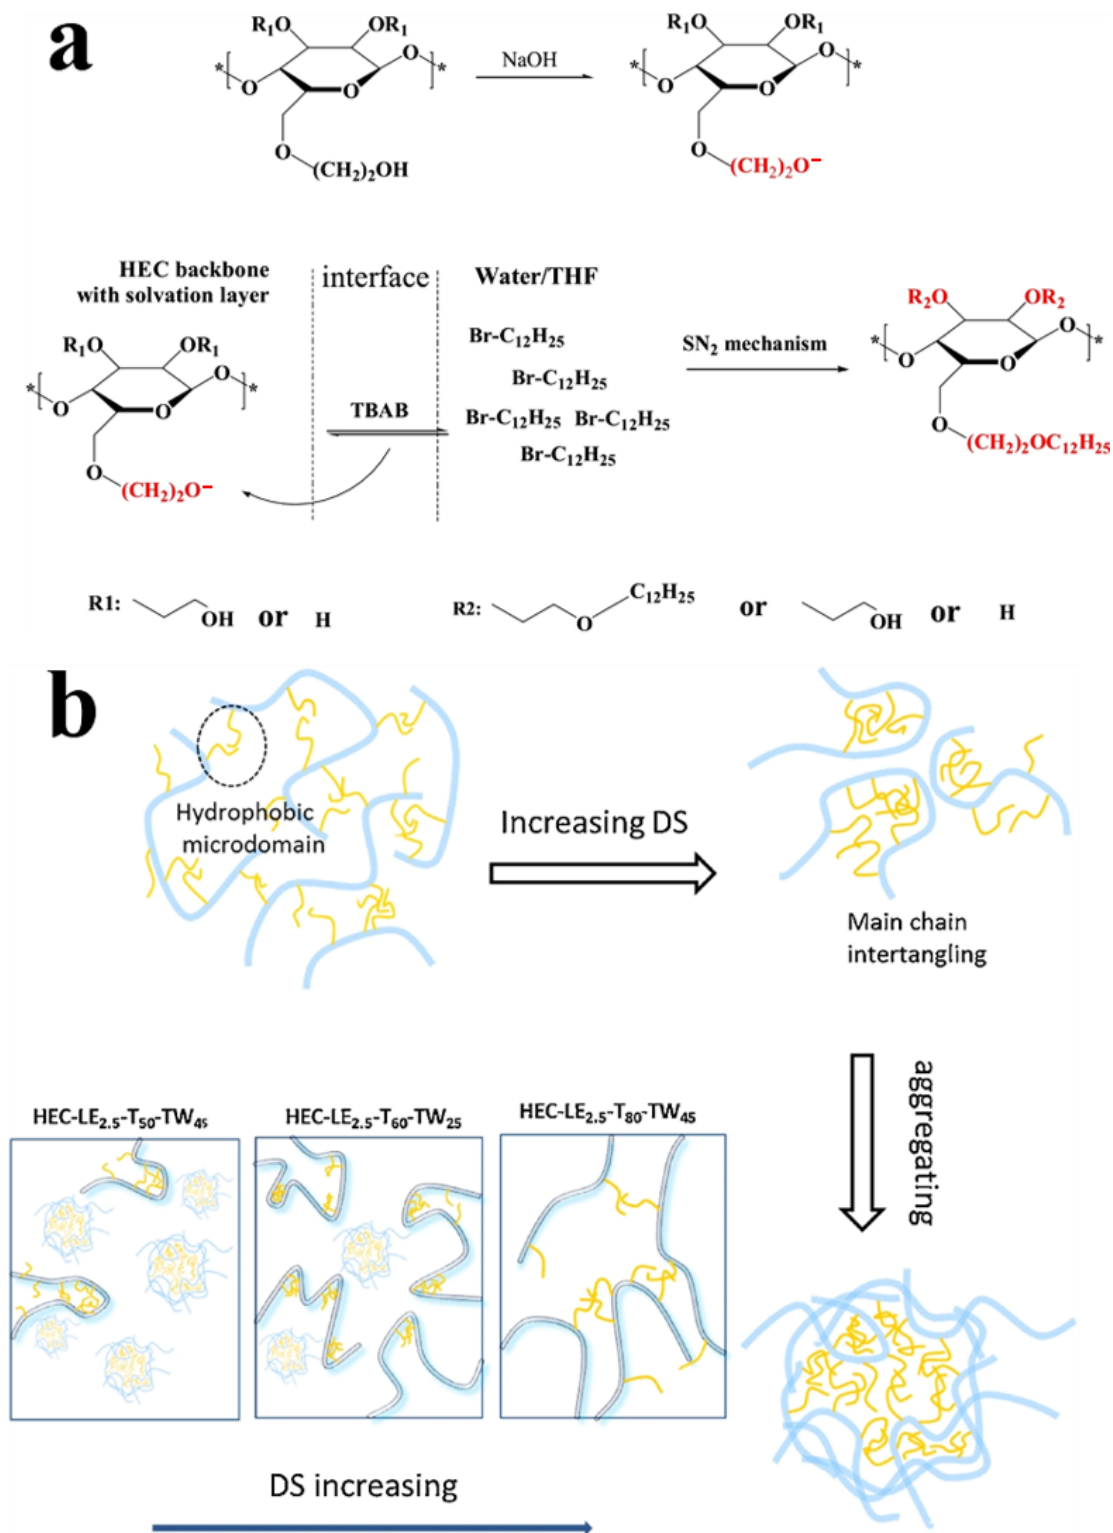 a
R₁O OR₁
* [ O O ] *
O
O
(CH₂)₂OH
NaOH
R₁O OR₁
* [ O O ] *
O
O
(CH₂)₂O⁻
HEC backbone
with solvation layer
interface
Water/THF
R₁O OR₁
* [ O O ] *
O
O
(CH₂)₂O⁻
TBAB
Br-C₁₂H₂₅
Br-C₁₂H₂₅
Br-C₁₂H₂₅ Br-C₁₂H₂₅
Br-C₁₂H₂₅
SN₂ mechanism
R₂O OR₂
* [ O O ] *
O
O
(CH₂)₂OC₁₂H₂₅
R1: OH or H
R2: O C₁₂H₂₅ or OH or H
b
Hydrophobic
microdomain
Increasing DS
Main chain
intertangling
aggregating
HEC-LE₂.₅-T₅₀-TW₄₅
HEC-LE₂.₅-T₆₀-TW₂₅
HEC-LE₂.₅-T₈₀-TW₄₅
DS increasing